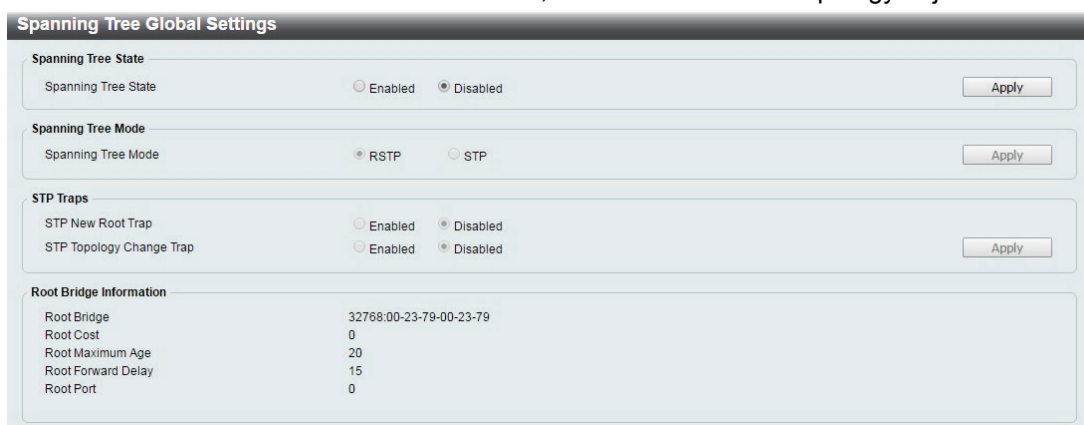 Spanning Tree Global Settings
Spanning Tree State
Spanning Tree State Enabled Disabled Apply
Spanning Tree Mode
Spanning Tree Mode RSTP STP Apply
STP Traps
STP New Root Trap Enabled Disabled
STP Topology Change Trap Enabled Disabled Apply
Root Bridge Information
Root Bridge 32768:00-23-79-00-23-79
Root Cost 0
Root Maximum Age 20
Root Forward Delay 15
Root Port 0